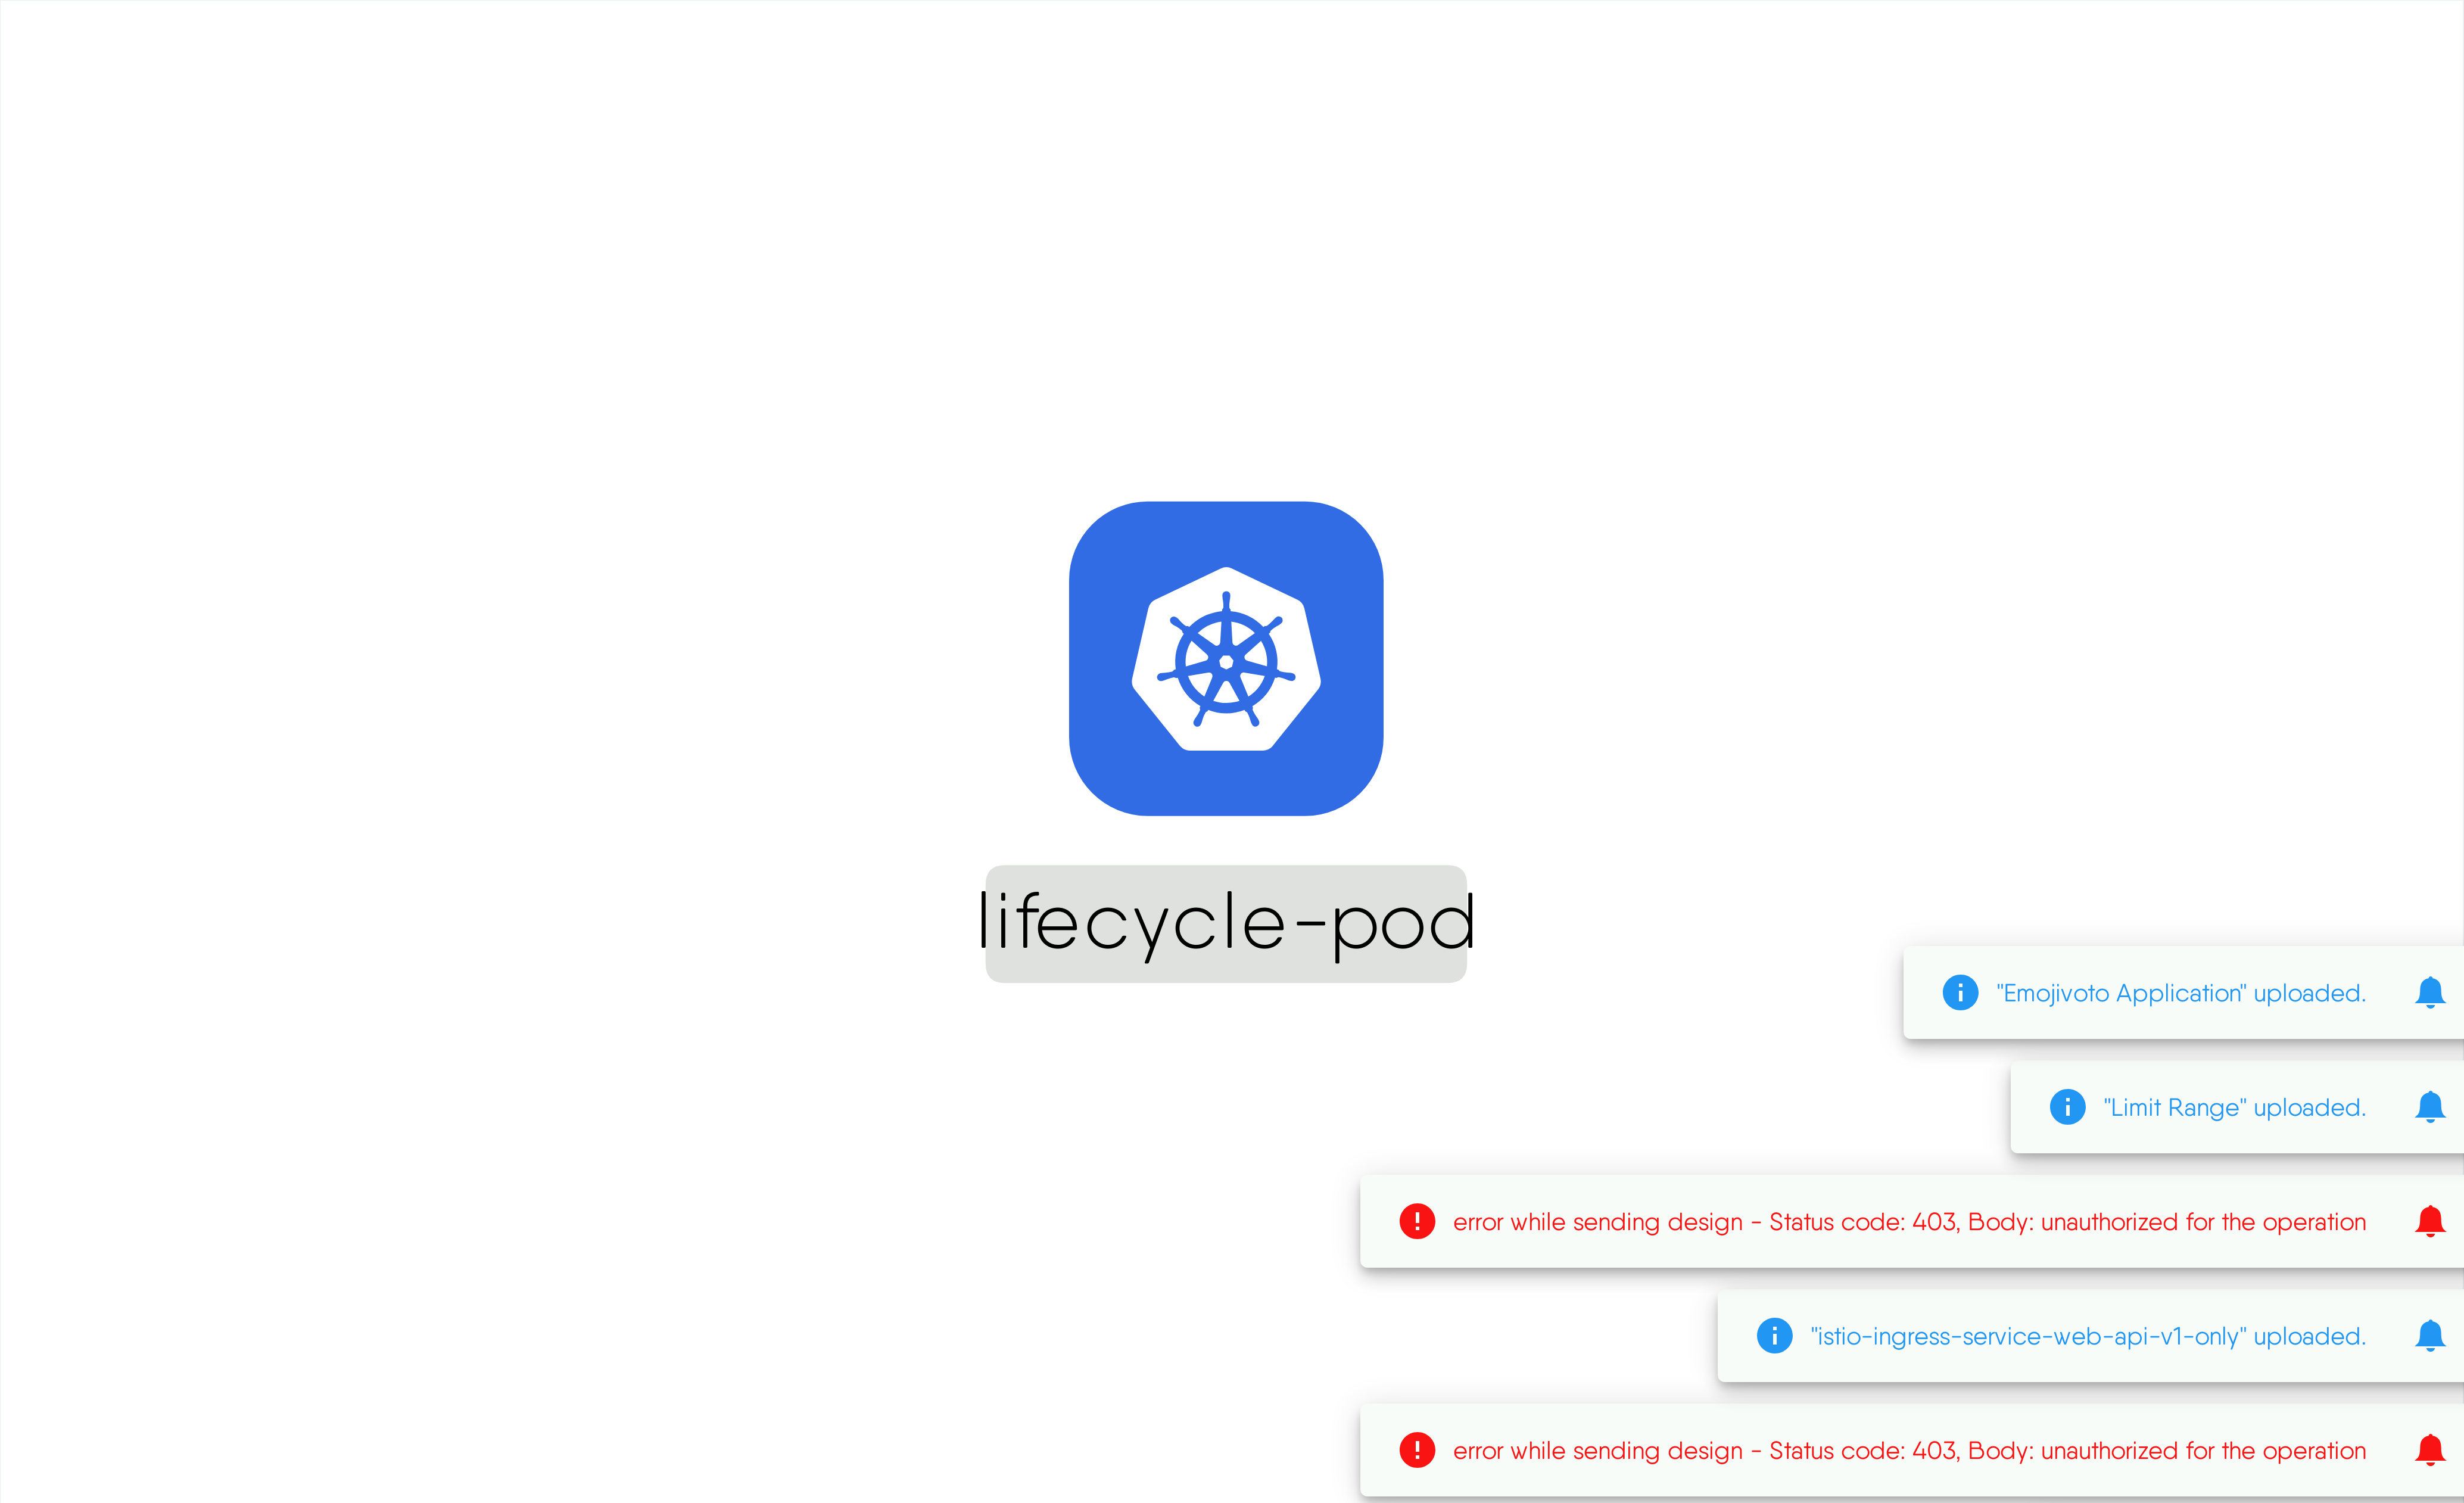 lifecycle-pod
"Emojivoto Application" uploaded.
"Limit Range" uploaded.
error while sending design - Status code: 403, Body: unauthorized for the operation
"istio-ingress-service-web-api-v1-only" uploaded.
error while sending design - Status code: 403, Body: unauthorized for the operation